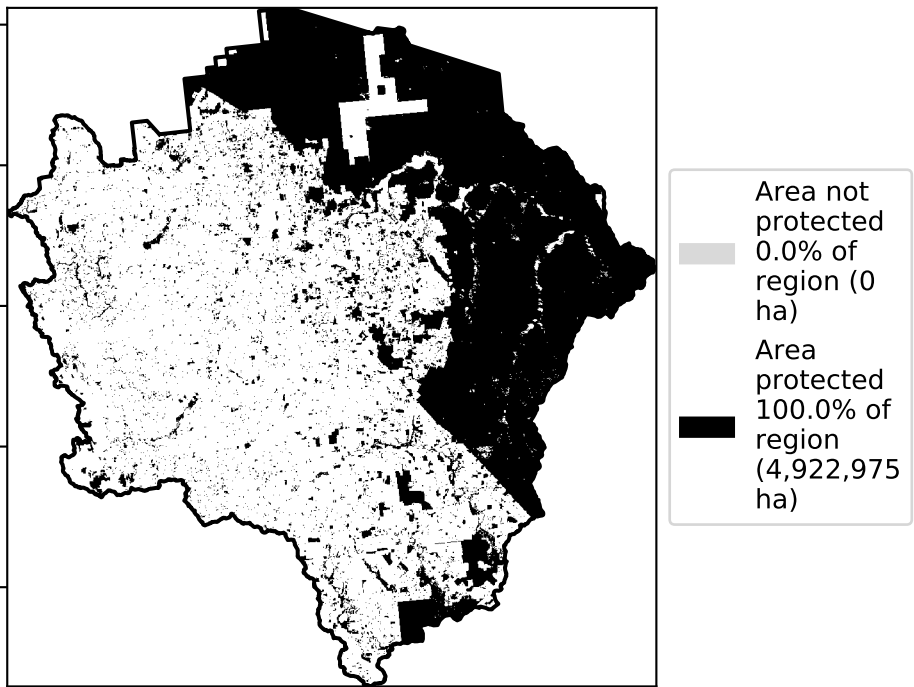 Area not
protected
0.0% of
region (0
ha)
Area
protected
100.0% of
region
(4,922,975
ha)